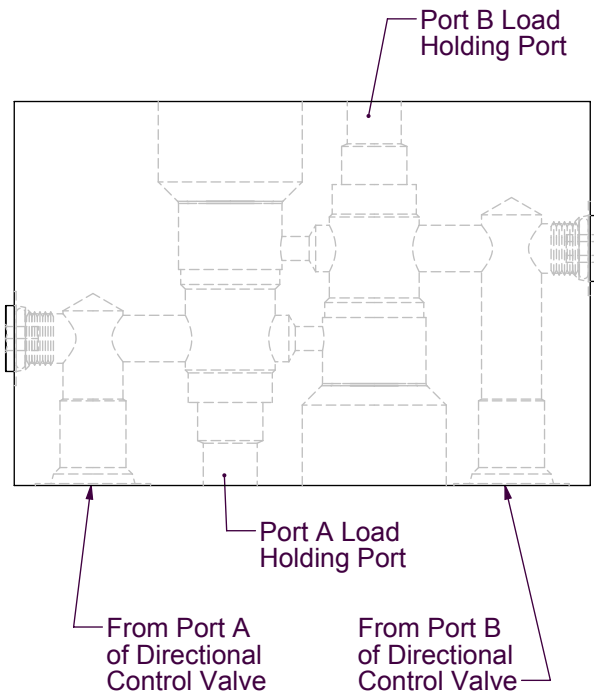 Port B Load
Holding Port
Port A Load
Holding Port
From Port A
of Directional
Control Valve
From Port B
of Directional
Control Valve